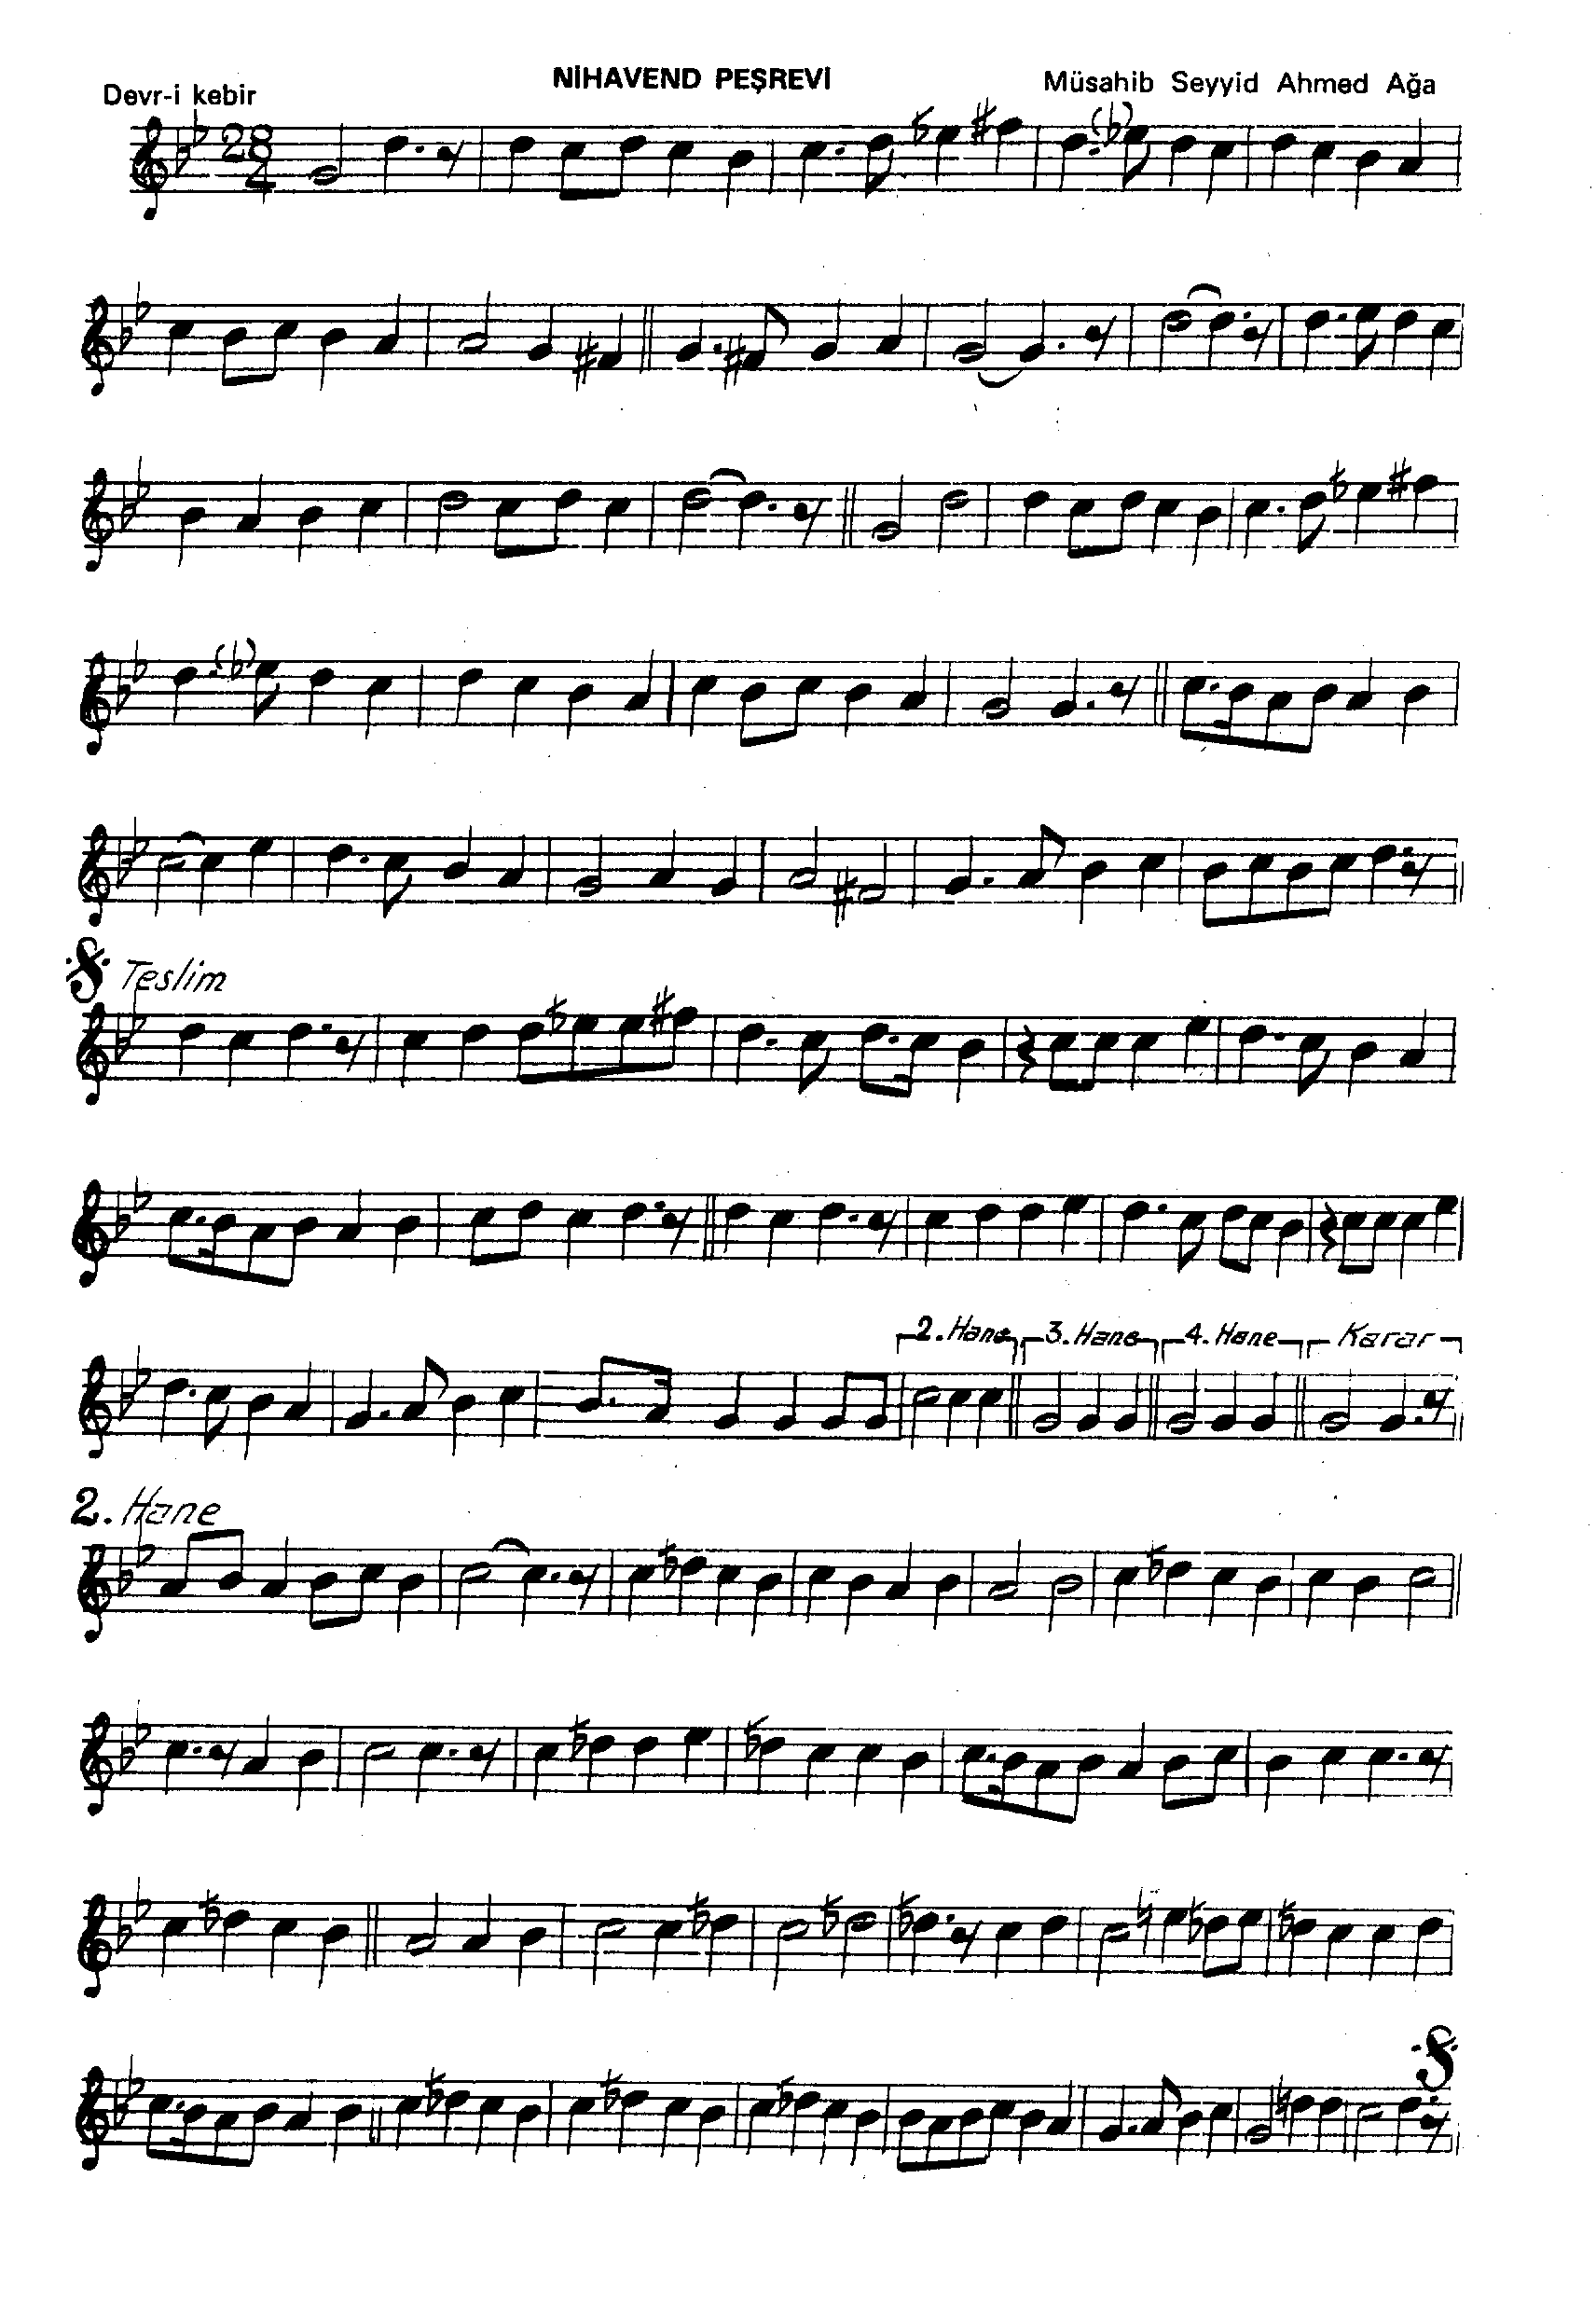 NİHAVEND PEŞREVİ
Devr-i kebir
Müsahib Seyyid Ahmed Ağa
28
4
Teslim
2. Hane
3. Hane
4. Hane
Karar
2. Hane